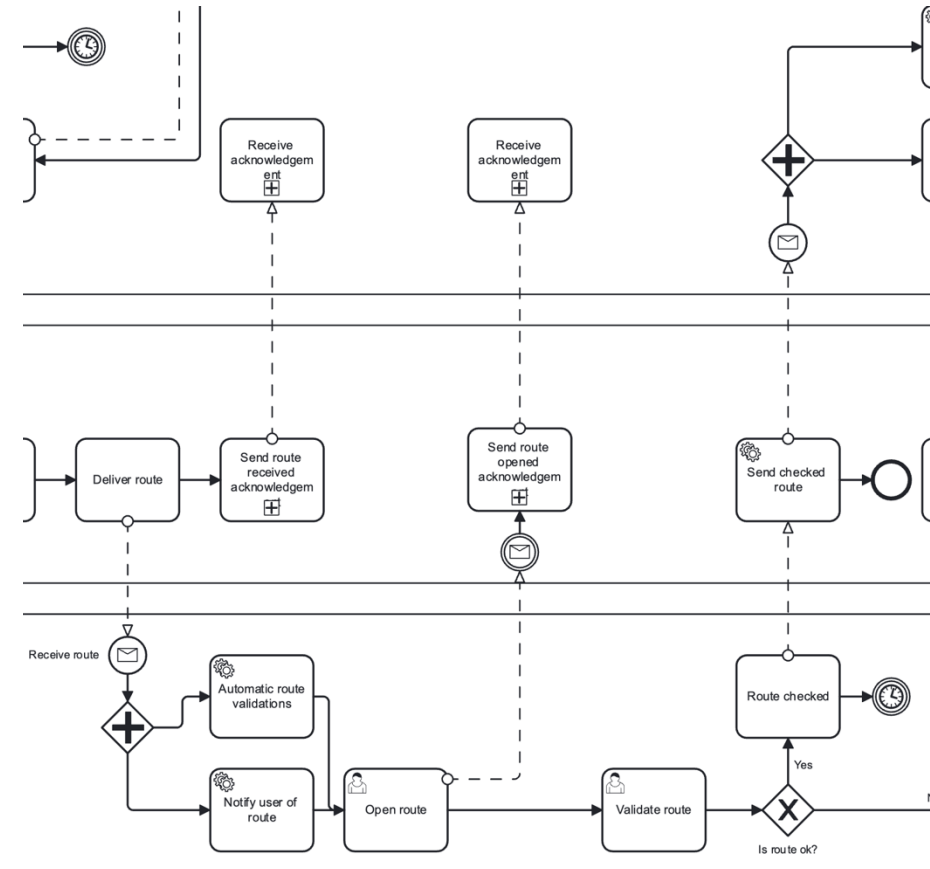 Receive
acknowledgem
ent
Receive
acknowledgem
ent
Deliver route
Send route
received
acknowledgem
Send route
opened
acknowledgem
Send checked
route
Receive route
Automatic route
validations
Route checked
Yes
Notify user of
route
Open route
Validate route
X
Is route ok?